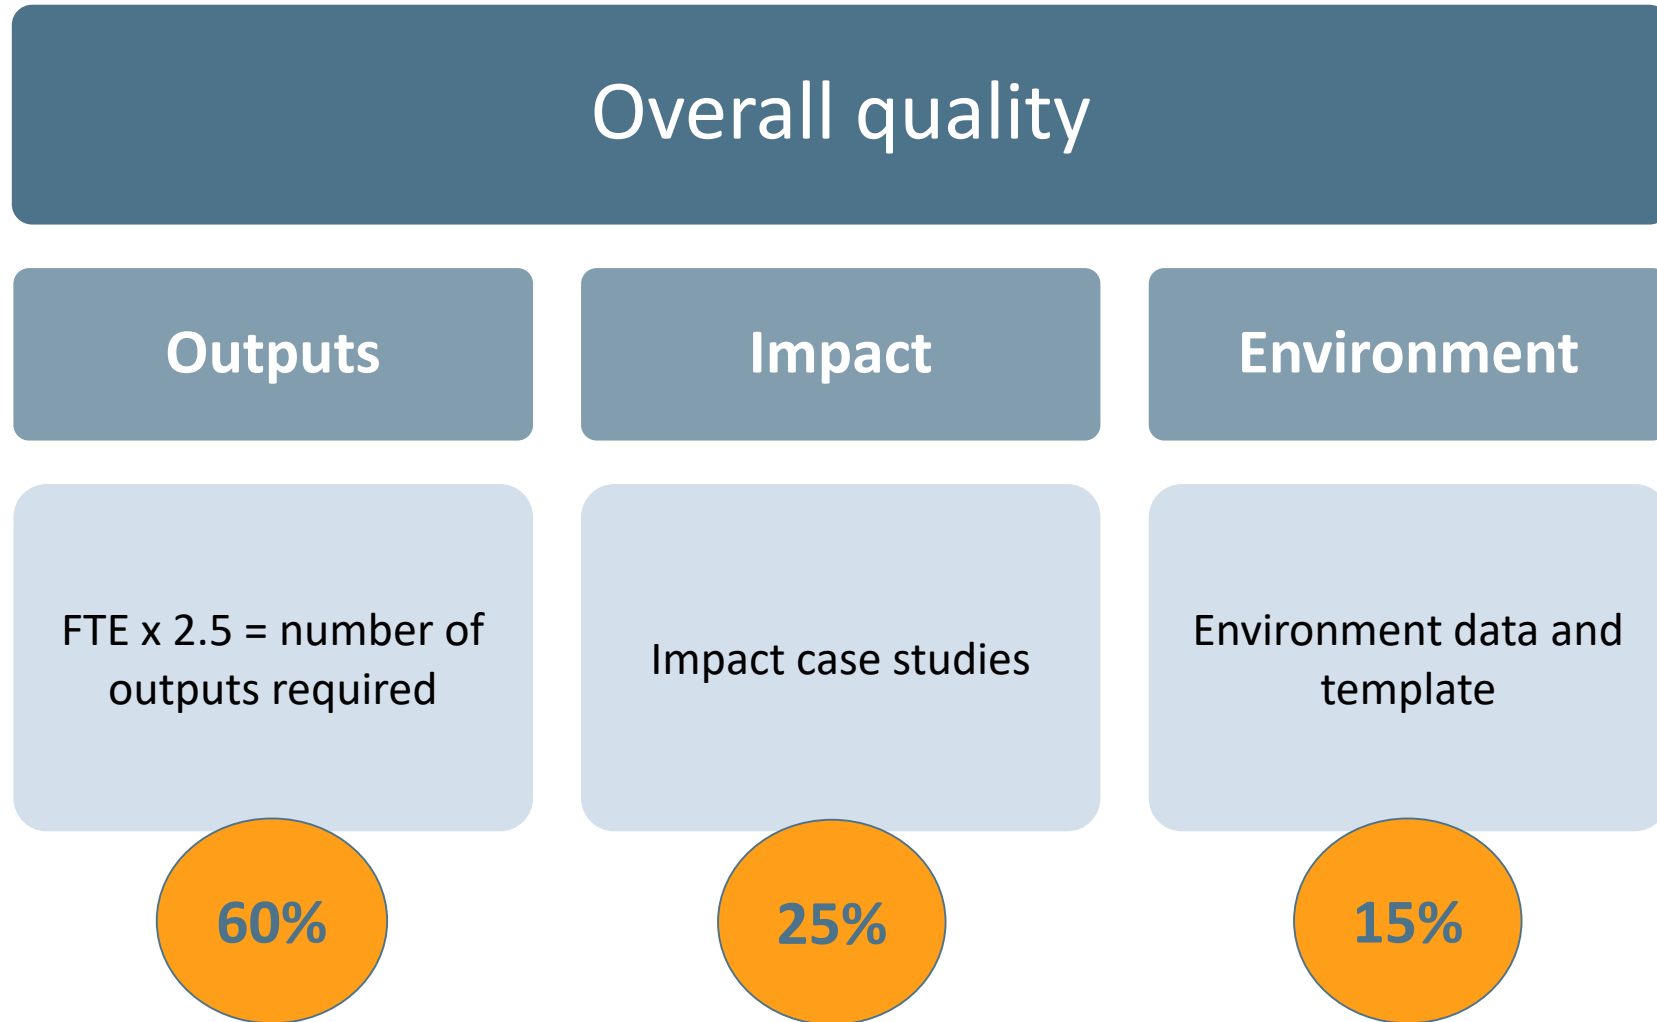 Overall quality
Outputs
Impact
Environment
FTE x 2.5 = number of
outputs required
Impact case studies
Environment data and
template
60%
25%
15%